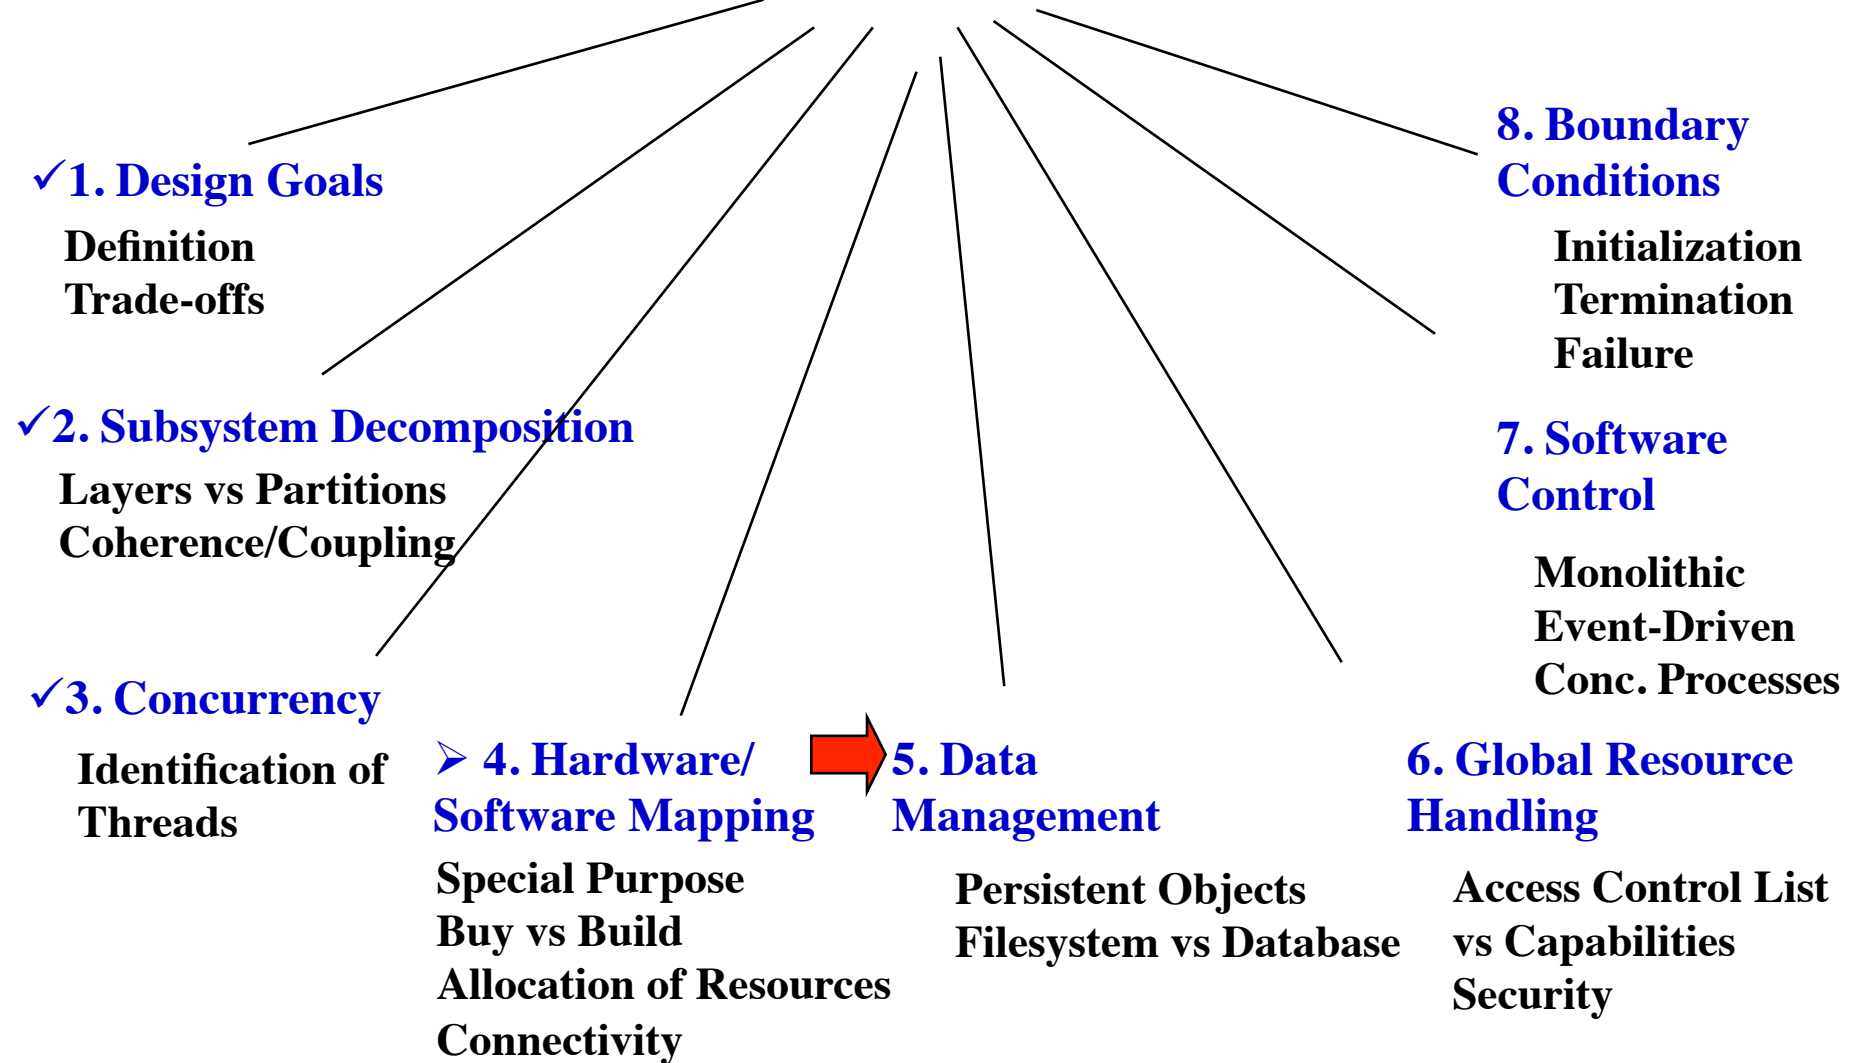 ✓1. Design Goals
Definition
Trade-offs
✓2. Subsystem Decomposition
Layers vs Partitions
Coherence/Coupling
✓3. Concurrency
Identification of
Threads
➢ 4. Hardware/
Software Mapping
Special Purpose
Buy vs Build
Allocation of Resources
Connectivity
5. Data
Management
Persistent Objects
Filesystem vs Database
6. Global Resource
Handling
Access Control List
vs Capabilities
Security
7. Software
Control
Monolithic
Event-Driven
Conc. Processes
8. Boundary
Conditions
Initialization
Termination
Failure